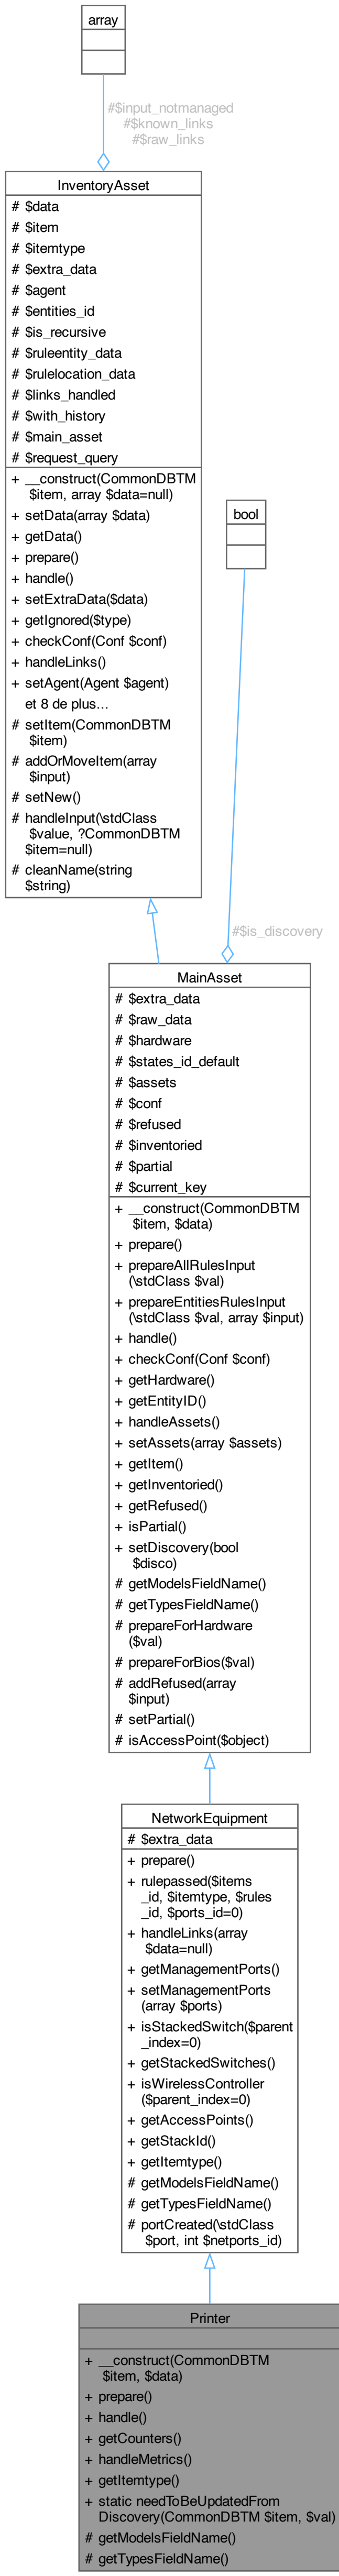 array
#$input_notmanaged
#$known_links
#$raw_links
InventoryAsset
# $data
# $item
# $itemtype
# $extra_data
# $agent
# $entities_id
# $is_recursive
# $ruleentity_data
# $rulelocation_data
# $links_handled
# $with_history
# $main_asset
# $request_query
+ __construct(CommonDBTM
$item, array $data=null)
+ setData(array $data)
+ getData()
+ prepare()
+ handle()
+ setExtraData($data)
+ getIgnored($type)
+ checkConf(Conf $conf)
+ handleLinks()
+ setAgent(Agent $agent)
et 8 de plus...
# setItem(CommonDBTM
$item)
# addOrMoveItem(array
$input)
# setNew()
# handleInput(\stdClass
$value, ?CommonDBTM
$item=null)
# cleanName(string
$string)
bool
#$is_discovery
MainAsset
# $extra_data
# $raw_data
# $hardware
# $states_id_default
# $assets
# $conf
# $refused
# $inventoried
# $partial
# $current_key
+ __construct(CommonDBTM
$item, $data)
+ prepare()
+ prepareAllRulesInput
(\stdClass $val)
+ prepareEntitiesRulesInput
(\stdClass $val, array $input)
+ handle()
+ checkConf(Conf $conf)
+ getHardware()
+ getEntityID()
+ handleAssets()
+ setAssets(array $assets)
+ getItem()
+ getInventoried()
+ getRefused()
+ isPartial()
+ setDiscovery(bool
$disco)
# getModelsFieldName()
# getTypesFieldName()
# prepareForHardware
($val)
# prepareForBios($val)
# addRefused(array
$input)
# setPartial()
# isAccessPoint($object)
NetworkEquipment
# $extra_data
+ prepare()
+ rulepassed($items
_id, $itemtype, $rules
_id, $ports_id=0)
+ handleLinks(array
$data=null)
+ getManagementPorts()
+ setManagementPorts
(array $ports)
+ isStackedSwitch($parent
_index=0)
+ getStackedSwitches()
+ isWirelessController
($parent_index=0)
+ getAccessPoints()
+ getStackId()
+ getItemtype()
# getModelsFieldName()
# getTypesFieldName()
# portCreated(\stdClass
$port, int $netports_id)
Printer
+ __construct(CommonDBTM
$item, $data)
+ prepare()
+ handle()
+ getCounters()
+ handleMetrics()
+ getItemtype()
+ static needToBeUpdatedFrom
Discovery(CommonDBTM $item, $val)
# getModelsFieldName()
# getTypesFieldName()